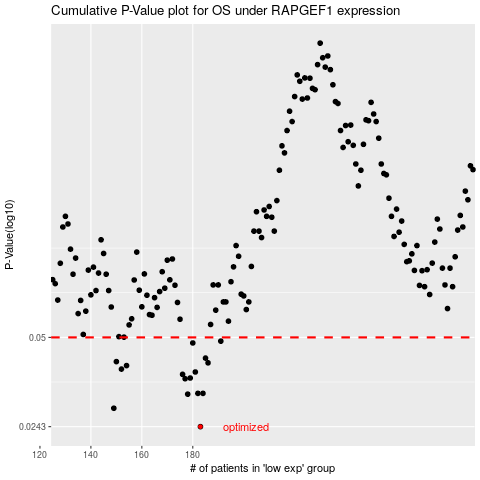 Cumulative P-Value plot for OS under RAPGEF1 expression
P-Value(log10)
0.05
0.0243
optimized
120 140 160 180
# of patients in 'low exp' group